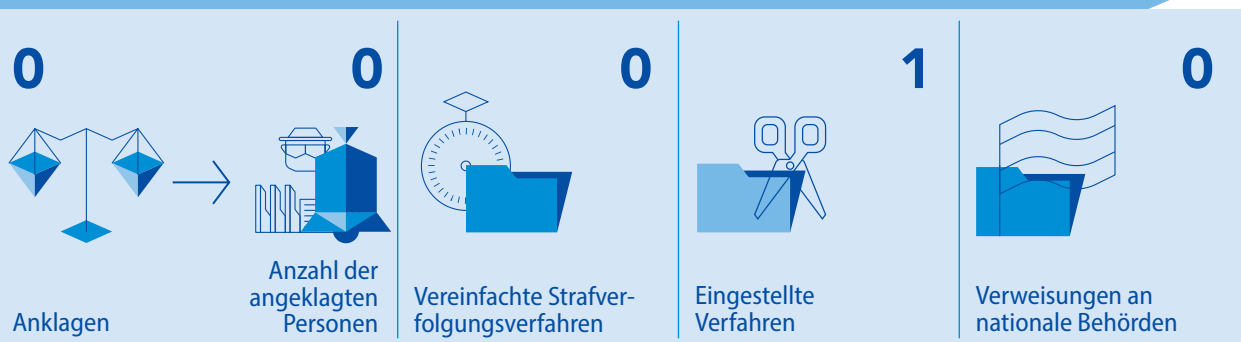 0
Anklagen
0
Anzahl der
angeklagten
Personen
0
Vereinfachte Strafver-
folgungsverfahren
1
Eingestellte
Verfahren
0
Verweisungen an
nationale Behörden